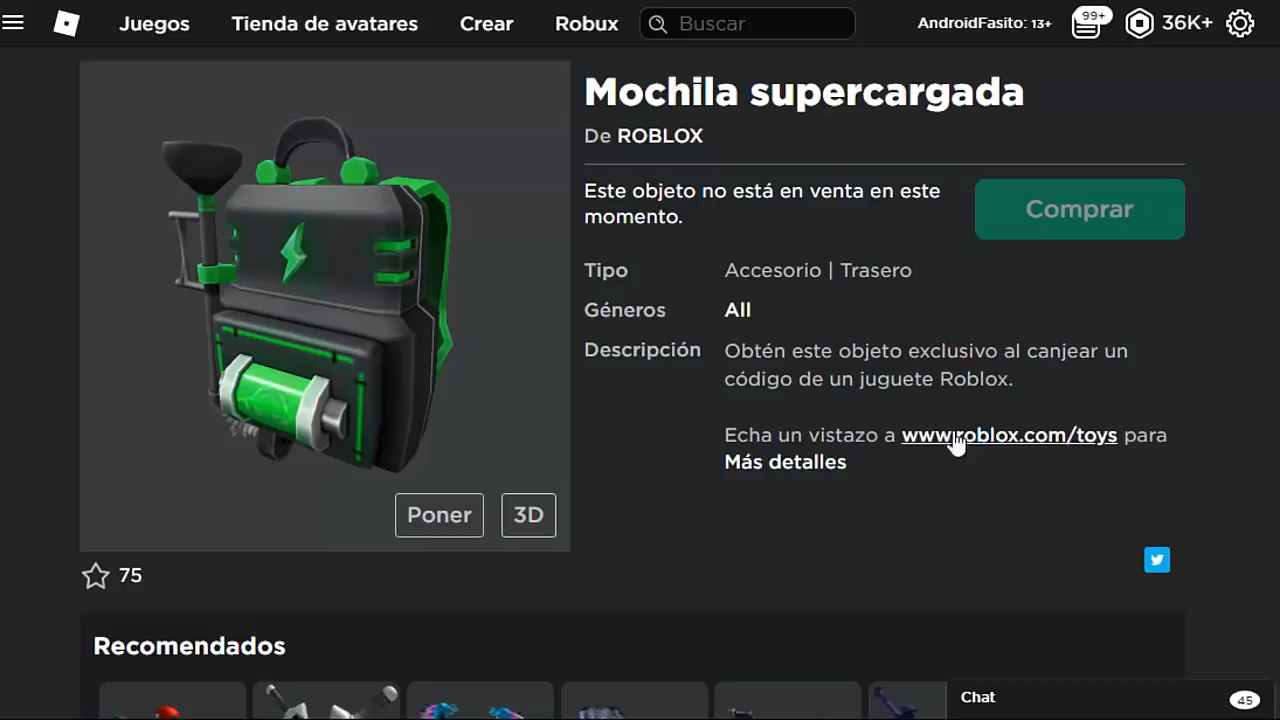 Juegos Tienda de avatares Crear Robux Buscar AndroidFasito: 13+ 99+ 36K+
Mochila supercargada
De ROBLOX
Este objeto no está en venta en este
momento.
Comprar
Tipo Accesorio | Trasero
Géneros All
Descripción Obtén este objeto exclusivo al canjear un
código de un juguete Roblox.
Echa un vistazo a www.roblox.com/toys para
Más detalles
Poner 3D
75
Recomendados
Chat 45